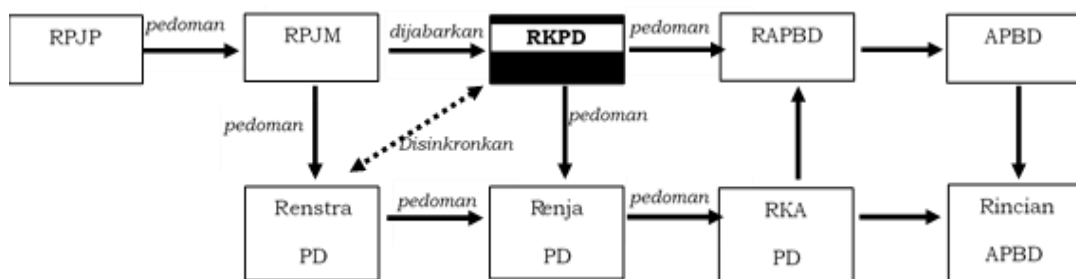 RPJP
pedoman
RPJM
dijabarkan
RKPD
pedoman
RAPBD
APBD
pedoman
Disinkronkan
pedoman
Renstra
PD
pedoman
Renja
PD
pedoman
RKA
PD
Rincian
APBD